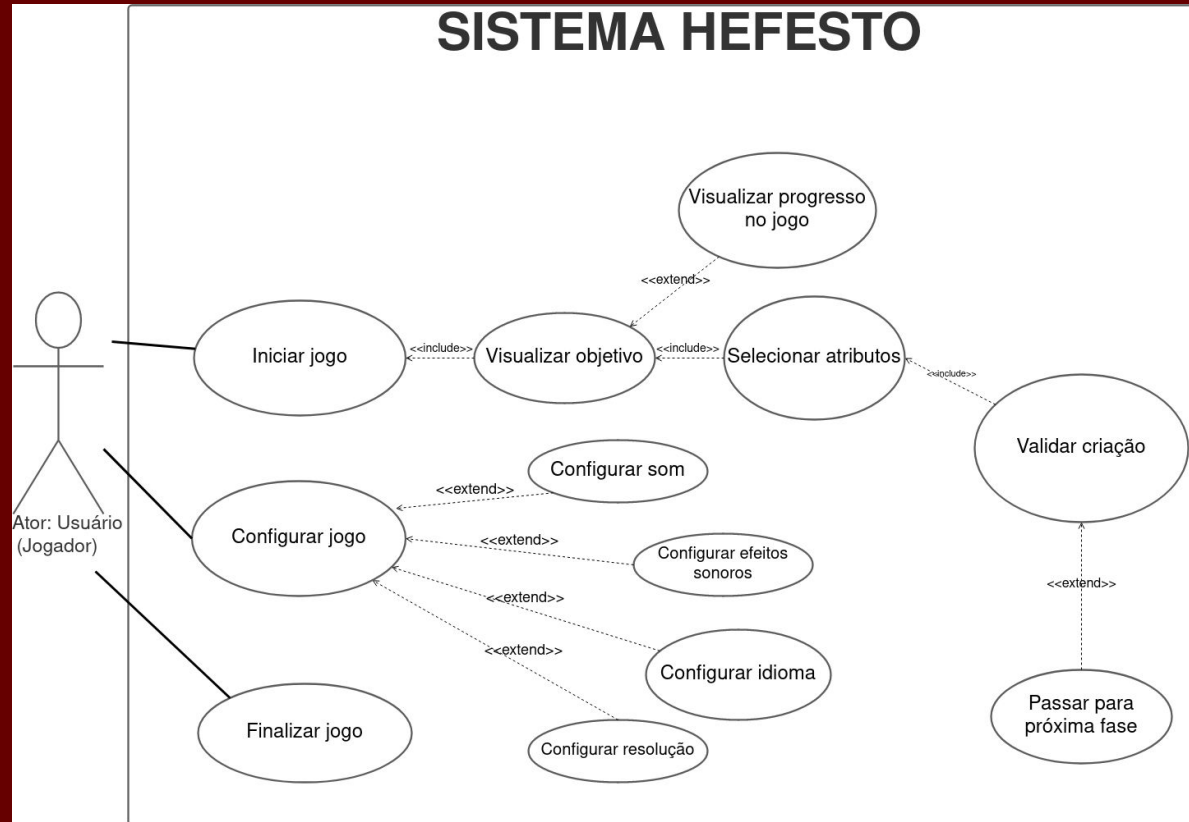 SISTEMA HEFESTO
Visualizar progresso
no jogo
<<extend>>
Iniciar jogo
<<include>>
Visualizar objetivo
<<include>>
Selecionar atributos
<<include>>
Validar criação
Configurar som
<<extend>>
Ator: Usuário
(Jogador)
Configurar jogo
<<extend>>
Configurar efeitos
sonoros
<<extend>>
<<extend>>
Configurar idioma
<<extend>>
Configurar resolução
Finalizar jogo
<<extend>>
Passar para
próxima fase